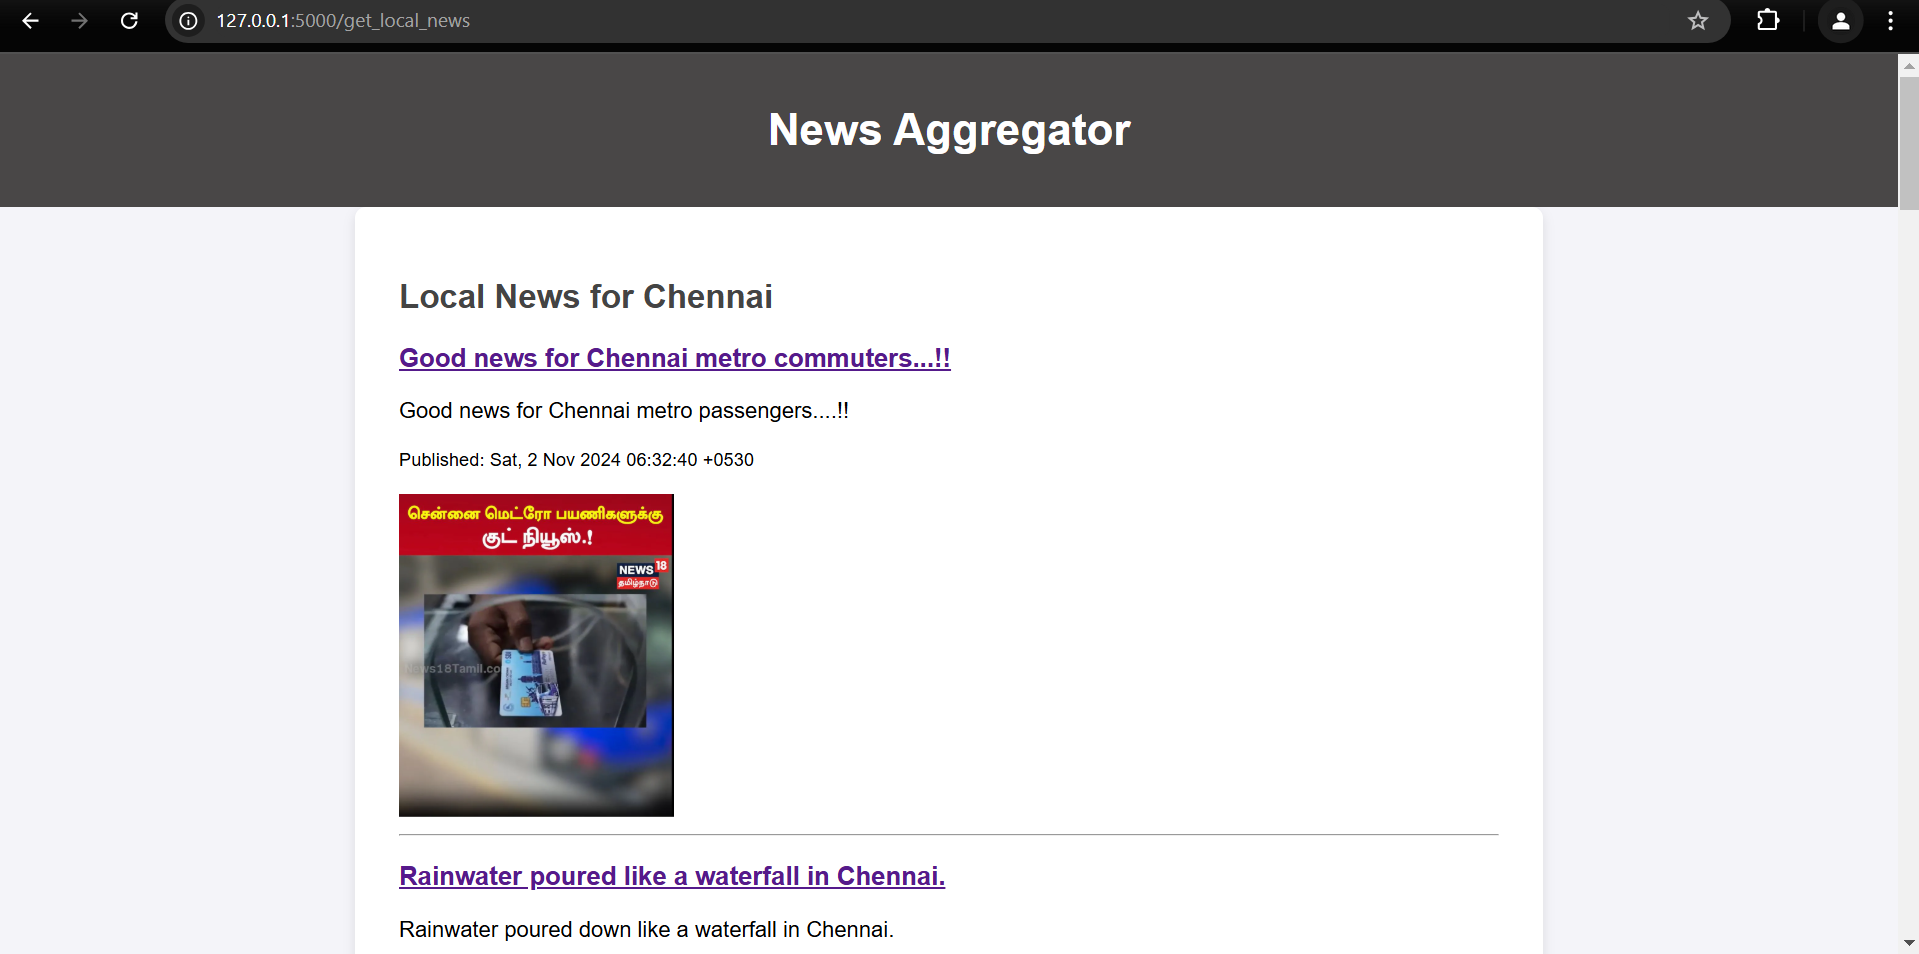 127.0.0.1:5000/get_local_news
News Aggregator
Local News for Chennai
Good news for Chennai metro commuters...!!
Good news for Chennai metro passengers....!!
Published: Sat, 2 Nov 2024 06:32:40 +0530
சென்னை மெட்ரோ பயணிகளுக்கு
குட் நியூஸ்.!
NEWS 18
தமிழ்நாடு
News18Tamil.co
Rainwater poured like a waterfall in Chennai.
Rainwater poured down like a waterfall in Chennai.